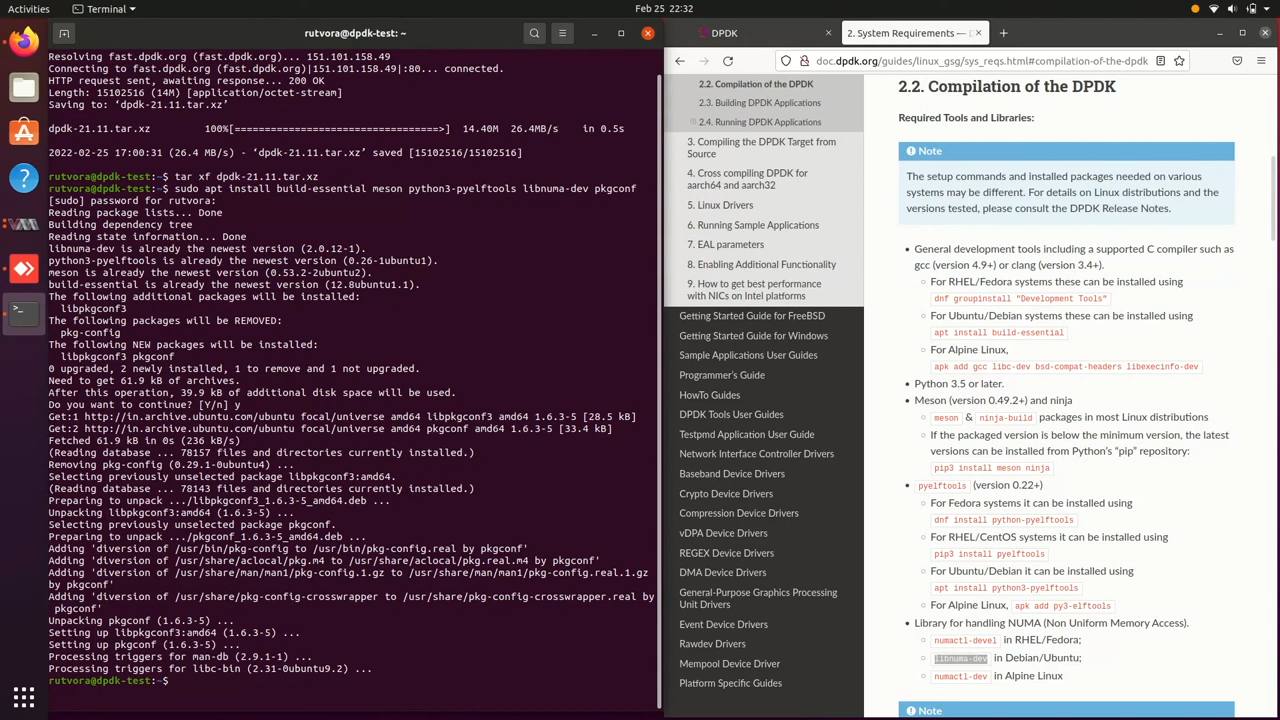 Activities
Terminal
Feb 25 22:32
rutvora@dpdk-test: ~
Resolving fast.dpdk.org (fast.dpdk.org)... 151.101.158.49
Connecting to fast.dpdk.org (fast.dpdk.org)|151.101.158.49|:80... connected.
HTTP request sent, awaiting response... 200 OK
Length: 15102516 (14M) [application/octet-stream]
Saving to: ‘dpdk-21.11.tar.xz’
dpdk-21.11.tar.xz 100%[======================================>] 14.40M 26.4MB/s in 0.5s
2022-02-25 17:00:31 (26.4 MB/s) - ‘dpdk-21.11.tar.xz’ saved [15102516/15102516]
rutvora@dpdk-test:~$ tar xf dpdk-21.11.tar.xz
rutvora@dpdk-test:~$ sudo apt install build-essential meson python3-pyelftools libnuma-dev pkgconf
[sudo] password for rutvora:
Reading package lists... Done
Building dependency tree
Reading state information... Done
libnuma-dev is already the newest version (2.0.12-1).
python3-pyelftools is already the newest version (0.26-1ubuntu1).
meson is already the newest version (0.53.2-2ubuntu2).
build-essential is already the newest version (12.8ubuntu1.1).
The following additional packages will be installed:
libpkgconf3
The following packages will be REMOVED:
pkg-config
The following NEW packages will be installed:
libpkgconf3 pkgconf
0 upgraded, 2 newly installed, 1 to remove and 1 not upgraded.
Need to get 61.9 kB of archives.
After this operation, 39.9 kB of additional disk space will be used.
Do you want to continue? [Y/n] y
Get:1 http://in.archive.ubuntu.com/ubuntu focal/universe amd64 libpkgconf3 amd64 1.6.3-5 [28.5 kB]
Get:2 http://in.archive.ubuntu.com/ubuntu focal/universe amd64 pkgconf amd64 1.6.3-5 [33.4 kB]
Fetched 61.9 kB in 0s (236 kB/s)
(Reading database ... 78157 files and directories currently installed.)
Removing pkg-config (0.29.1-0ubuntu4) ...
Selecting previously unselected package libpkgconf3:amd64.
(Reading database ... 78143 files and directories currently installed.)
Preparing to unpack .../libpkgconf3_1.6.3-5_amd64.deb ...
Unpacking libpkgconf3:amd64 (1.6.3-5) ...
Selecting previously unselected package pkgconf.
Preparing to unpack .../pkgconf_1.6.3-5_amd64.deb ...
Adding 'diversion of /usr/bin/pkg-config to /usr/bin/pkg-config.real by pkgconf'
Adding 'diversion of /usr/share/aclocal/pkg.m4 to /usr/share/aclocal/pkg.real.m4 by pkgconf'
Adding 'diversion of /usr/share/man/man1/pkg-config.1.gz to /usr/share/man/man1/pkg-config.real.1.gz
by pkgconf'
Adding 'diversion of /usr/share/pkg-config-crosswrapper to /usr/share/pkg-config-crosswrapper.real by
pkgconf'
Unpacking pkgconf (1.6.3-5) ...
Setting up libpkgconf3:amd64 (1.6.3-5) ...
Setting up pkgconf (1.6.3-5) ...
Processing triggers for man-db (2.9.1-1) ...
Processing triggers for libc-bin (2.31-0ubuntu9.2) ...
rutvora@dpdk-test:~$
DPDK
2. System Requirements —
doc.dpdk.org/guides/linux_gsg/sys_reqs.html#compilation-of-the-dpdk
2.2. Compilation of the DPDK
2.3. Building DPDK Applications
2.4. Running DPDK Applications
3. Compiling the DPDK Target from
Source
4. Cross compiling DPDK for
aarch64 and aarch32
5. Linux Drivers
6. Running Sample Applications
7. EAL parameters
8. Enabling Additional Functionality
9. How to get best performance
with NICs on Intel platforms
Getting Started Guide for FreeBSD
Getting Started Guide for Windows
Sample Applications User Guides
Programmer’s Guide
HowTo Guides
DPDK Tools User Guides
Testpmd Application User Guide
Network Interface Controller Drivers
Baseband Device Drivers
Crypto Device Drivers
Compression Device Drivers
vDPA Device Drivers
REGEX Device Drivers
DMA Device Drivers
General-Purpose Graphics Processing
Unit Drivers
Event Device Drivers
Rawdev Drivers
Mempool Device Driver
Platform Specific Guides
2.2. Compilation of the DPDK
Required Tools and Libraries:
Note
The setup commands and installed packages needed on various
systems may be different. For details on Linux distributions and the
versions tested, please consult the DPDK Release Notes.
• General development tools including a supported C compiler such as
gcc (version 4.9+) or clang (version 3.4+).
◦ For RHEL/Fedora systems these can be installed using
dnf groupinstall "Development Tools"
◦ For Ubuntu/Debian systems these can be installed using
apt install build-essential
◦ For Alpine Linux,
apk add gcc libc-dev bsd-compat-headers libexecinfo-dev
• Python 3.5 or later.
• Meson (version 0.49.2+) and ninja
◦ meson & ninja-build packages in most Linux distributions
◦ If the packaged version is below the minimum version, the latest
versions can be installed from Python’s “pip” repository:
pip3 install meson ninja
• pyelftools (version 0.22+)
◦ For Fedora systems it can be installed using
dnf install python-pyelftools
◦ For RHEL/CentOS systems it can be installed using
pip3 install pyelftools
◦ For Ubuntu/Debian it can be installed using
apt install python3-pyelftools
◦ For Alpine Linux, apk add py3-elftools
• Library for handling NUMA (Non Uniform Memory Access).
◦ numactl-devel in RHEL/Fedora;
◦ libnuma-dev in Debian/Ubuntu;
◦ numactl-dev in Alpine Linux
Note